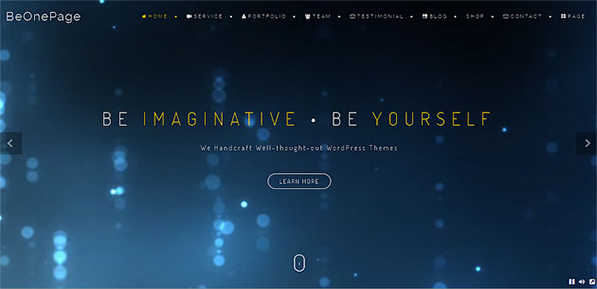 BeOnePage HOME • SERVICE • PORTFOLIO • TEAM • TESTIMONIAL • BLOG • SHOP • CONTACT • PAGE
BE IMAGINATIVE • BE YOURSELF
We Handcraft Well-thought-out WordPress Themes
LEARN MORE